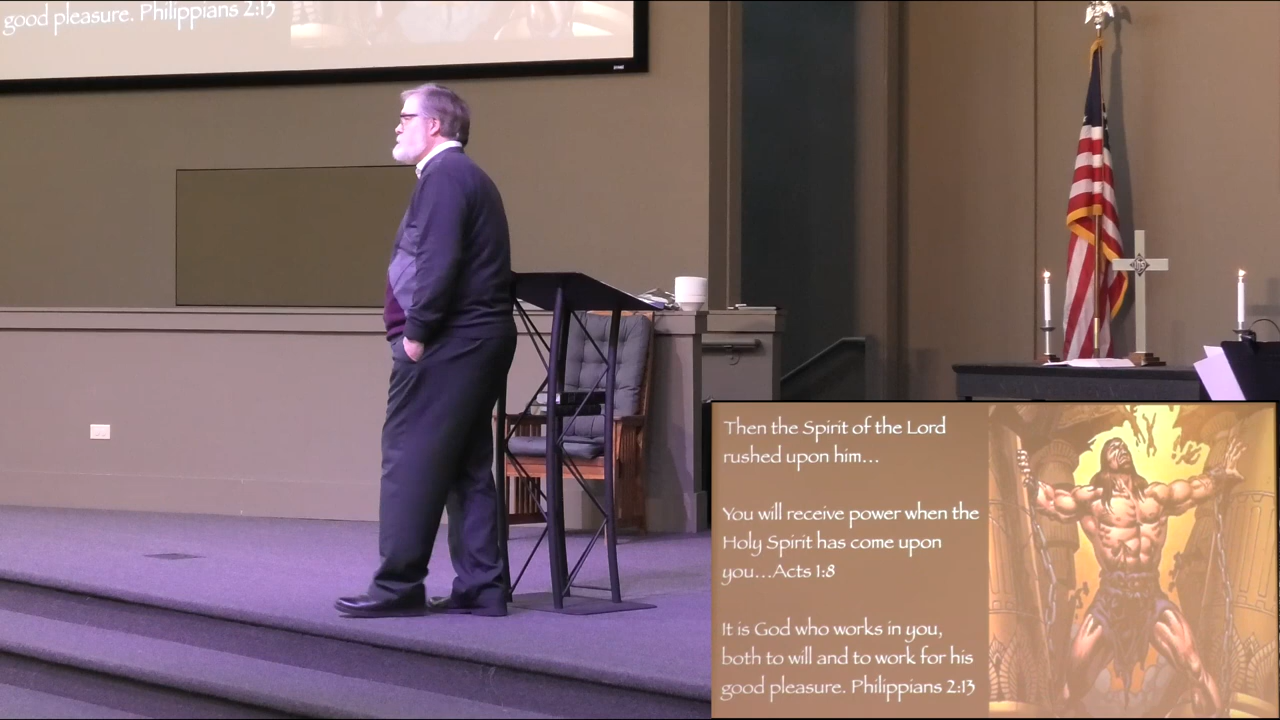 good pleasure. Philippians 2:13
Then the Spirit of the Lord
rushed upon him...
You will receive power when the
Holy Spirit has come upon
you...Acts 1:8
It is God who works in you,
both to will and to work for his
good pleasure. Philippians 2:13